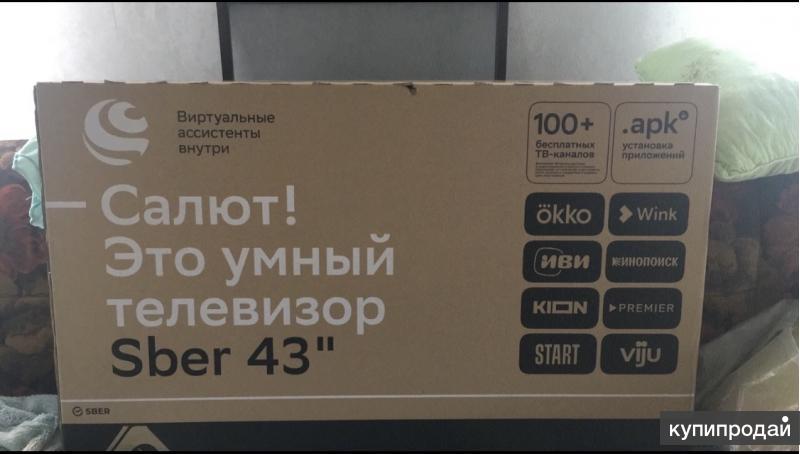 Виртуальные
ассистенты
внутри
100+
бесплатных
ТВ-каналов
.apk
установка
приложений
– Салют!
Это умный
телевизор
Sber 43"
ökko
Wink
иви
КИНОПОИСК
KION
PREMIER
START
viju
SBER
купипродай